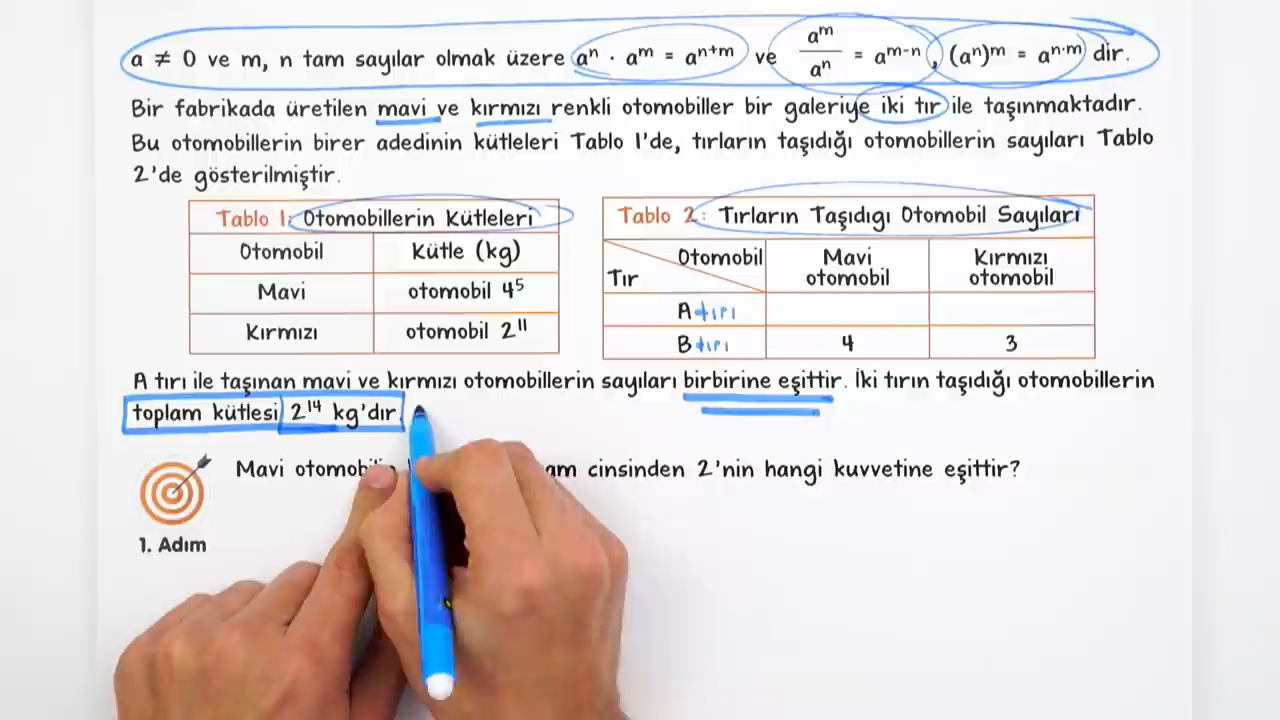 a ≠ 0 ve m, n tam sayılar olmak üzere aⁿ · aᵐ = aⁿ⁺ᵐ ve aᵐ/aⁿ = aᵐ⁻ⁿ, (aⁿ)ᵐ = aⁿ·ᵐ dir.
Bir fabrikada üretilen mavi ve kırmızı renkli otomobiller bir galeriye iki tır ile taşınmaktadır.
Bu otomobillerin birer adedinin kütleleri Tablo 1'de, tırların taşıdığı otomobillerin sayıları Tablo
2'de gösterilmiştir.
Tablo 1: Otomobillerin Kütleleri
Otomobil Kütle (kg)
Mavi otomobil 4⁵
Kırmızı otomobil 2¹¹
Tablo 2: Tırların Taşıdıgı Otomobil Sayıları
Otomobil
Tır
Mavi otomobil
Kırmızı otomobil
A tırı
B tırı 4 3
A tırı ile taşınan mavi ve kırmızı otomobillerin sayıları birbirine eşittir. İki tırın taşıdığı otomobillerin
toplam kütlesi 2¹⁴ kg'dır.
Mavi cinsinden 2'nin hangi kuvvetine eşittir?
1. Adım